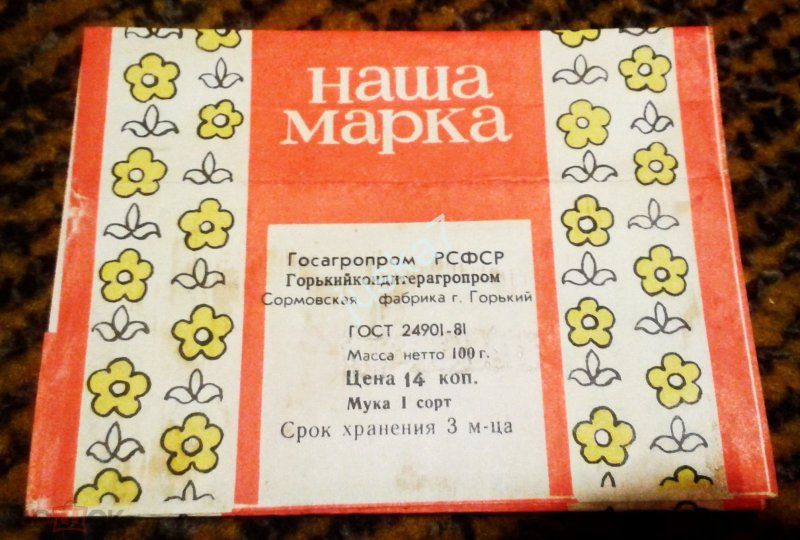 Наша
марка
Госагропром РСФСР
Горькийкондитерагропром
Сормовская фабрика г. Горький
ГОСТ 24901-81
Масса нетто 100 г.
Цена 14 коп.
Мука 1 сорт
Срок хранения 3 м-ца